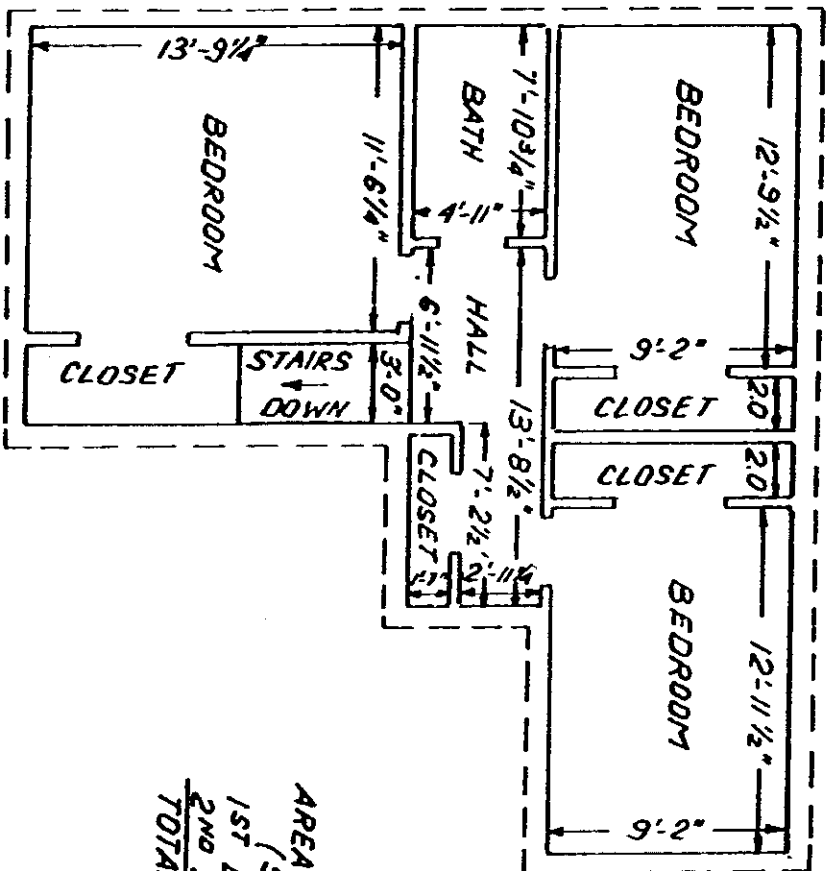 13'-9¼"
BEDROOM
11'-6¼"
BATH
7'-10¾"
4'-11"
BEDROOM
12'-9½"
HALL
6'-11½"
9'-2"
CLOSET
STAIRS
DOWN
3'-0"
CLOSET
2.0
13'-8½"
CLOSET
2.0
CLOSET
7'-2½'
1'-7"
2'-11¼
BEDROOM
12'-11½"
9'-2"
AREA
1ST
2ND
TOTA